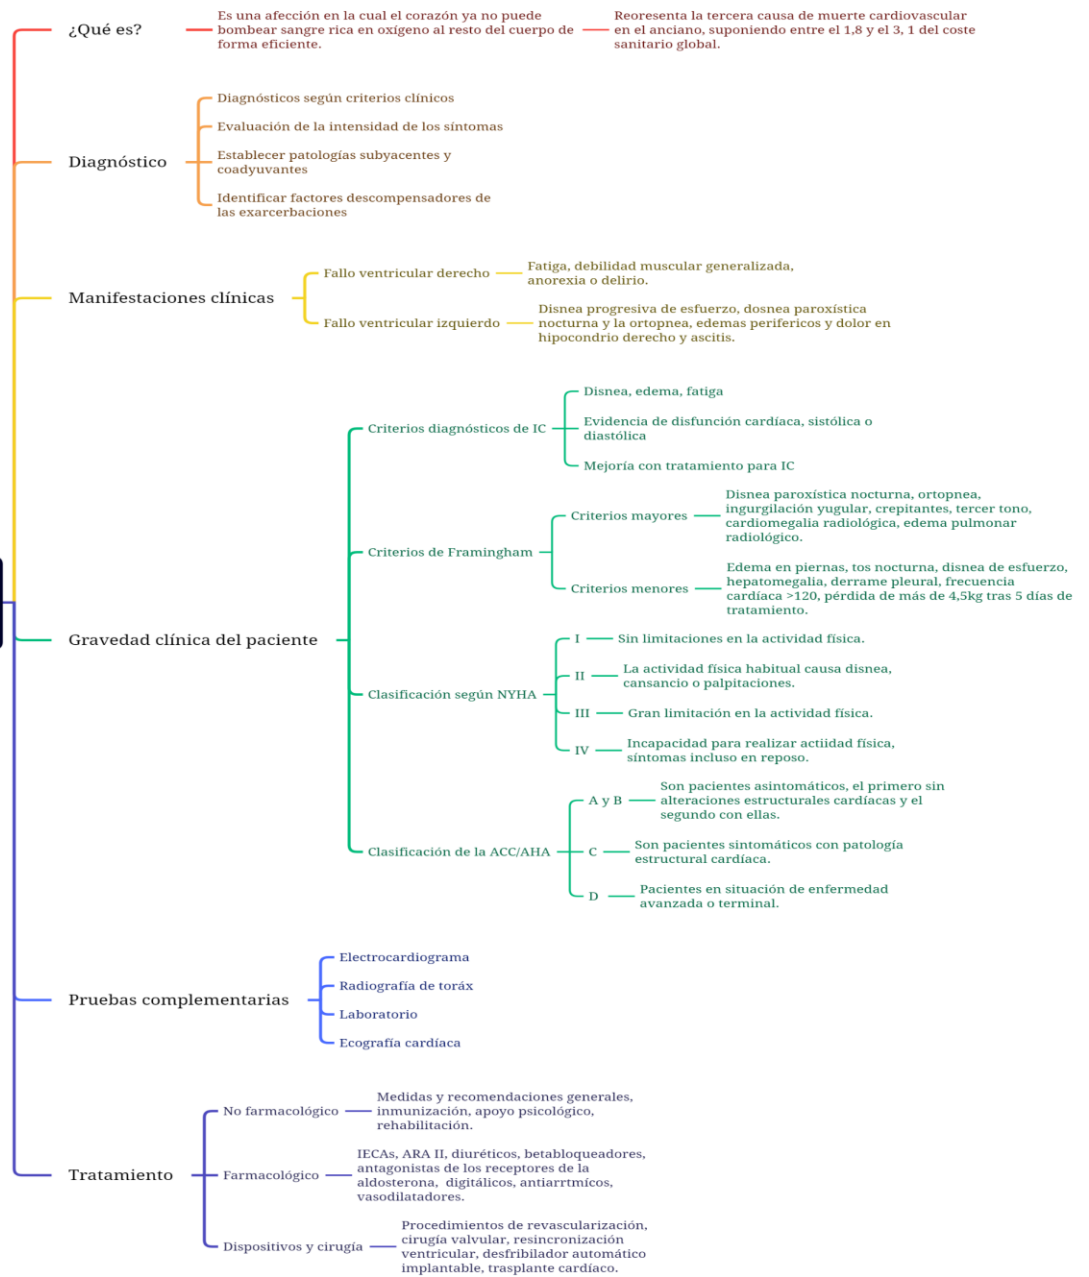 ¿Qué es?
Es una afección en la cual el corazón ya no puede
bombear sangre rica en oxígeno al resto del cuerpo de
forma eficiente.
Reoresenta la tercera causa de muerte cardiovascular
en el anciano, suponiendo entre el 1,8 y el 3, 1 del coste
sanitario global.
Diagnóstico
Diagnósticos según criterios clínicos
Evaluación de la intensidad de los síntomas
Establecer patologías subyacentes y
coadyuvantes
Identificar factores descompensadores de
las exarcerbaciones
Manifestaciones clínicas
Fallo ventricular derecho
Fatiga, debilidad muscular generalizada,
anorexia o delirio.
Fallo ventricular izquierdo
Disnea progresiva de esfuerzo, dosnea paroxística
nocturna y la ortopnea, edemas perifericos y dolor en
hipocondrio derecho y ascitis.
Gravedad clínica del paciente
Criterios diagnósticos de IC
Disnea, edema, fatiga
Evidencia de disfunción cardíaca, sistólica o
diastólica
Mejoría con tratamiento para IC
Criterios de Framingham
Criterios mayores
Disnea paroxística nocturna, ortopnea,
ingurgilación yugular, crepitantes, tercer tono,
cardiomegalia radiológica, edema pulmonar
radiológico.
Criterios menores
Edema en piernas, tos nocturna, disnea de esfuerzo,
hepatomegalia, derrame pleural, frecuencia
cardíaca >120, pérdida de más de 4,5kg tras 5 días de
tratamiento.
Clasificación según NYHA
I
Sin limitaciones en la actividad física.
II
La actividad física habitual causa disnea,
cansancio o palpitaciones.
III
Gran limitación en la actividad física.
IV
Incapacidad para realizar actiidad física,
síntomas incluso en reposo.
Clasificación de la ACC/AHA
A y B
Son pacientes asintomáticos, el primero sin
alteraciones estructurales cardíacas y el
segundo con ellas.
C
Son pacientes sintomáticos con patología
estructural cardíaca.
D
Pacientes en situación de enfermedad
avanzada o terminal.
Pruebas complementarias
Electrocardiograma
Radiografía de toráx
Laboratorio
Ecografía cardíaca
Tratamiento
No farmacológico
Medidas y recomendaciones generales,
inmunización, apoyo psicológico,
rehabilitación.
Farmacológico
IECAs, ARA II, diuréticos, betabloqueadores,
antagonistas de los receptores de la
aldosterona, digitálicos, antiarrtmícos,
vasodilatadores.
Dispositivos y cirugía
Procedimientos de revascularización,
cirugía valvular, resincronización
ventricular, desfribilador automático
implantable, trasplante cardíaco.